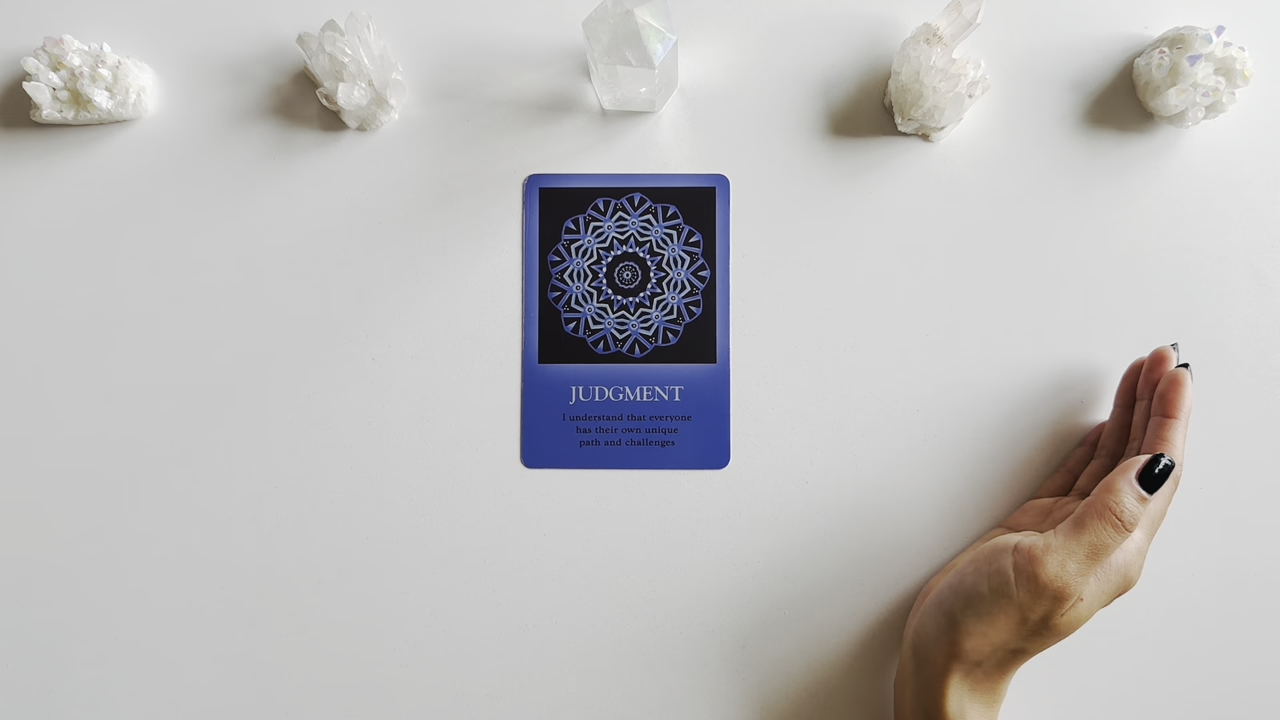 JUDGMENT
I understand that everyone
has their own unique
path and challenges